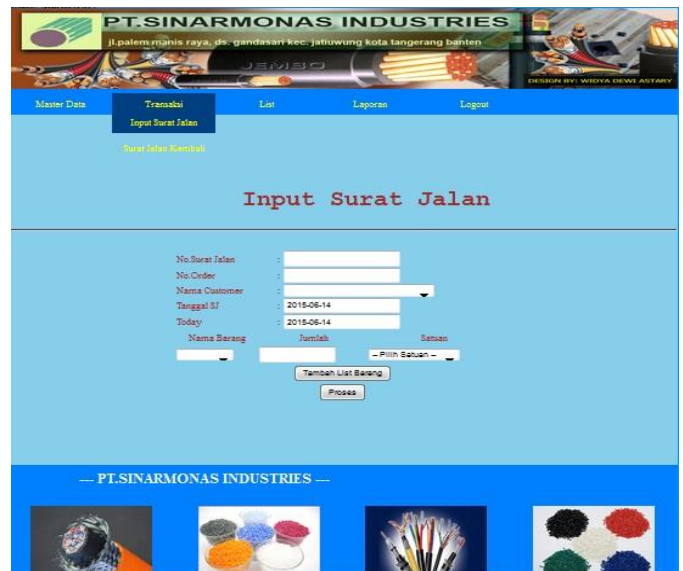 PT.SINARMONAS INDUSTRIES
jl.palem manis raya, ds. gandasari kec. jatiuwung kota tangerang banten
JEMBO
DESIGN BY: WIDYA DEWI ASTARY
Master Data Transaksi List Laporan Logout
Input Surat Jalan
Surat Jalan Kembali
Input Surat Jalan
No.Surat Jalan :
No.Order :
Nama Customer :
Tanggal SJ : 2015-06-14
Today : 2015-06-14
Nama Barang Jumlah Satuan
-- Pilih Satuan --
Tambah List Barang
Proses
--- PT.SINARMONAS INDUSTRIES ---